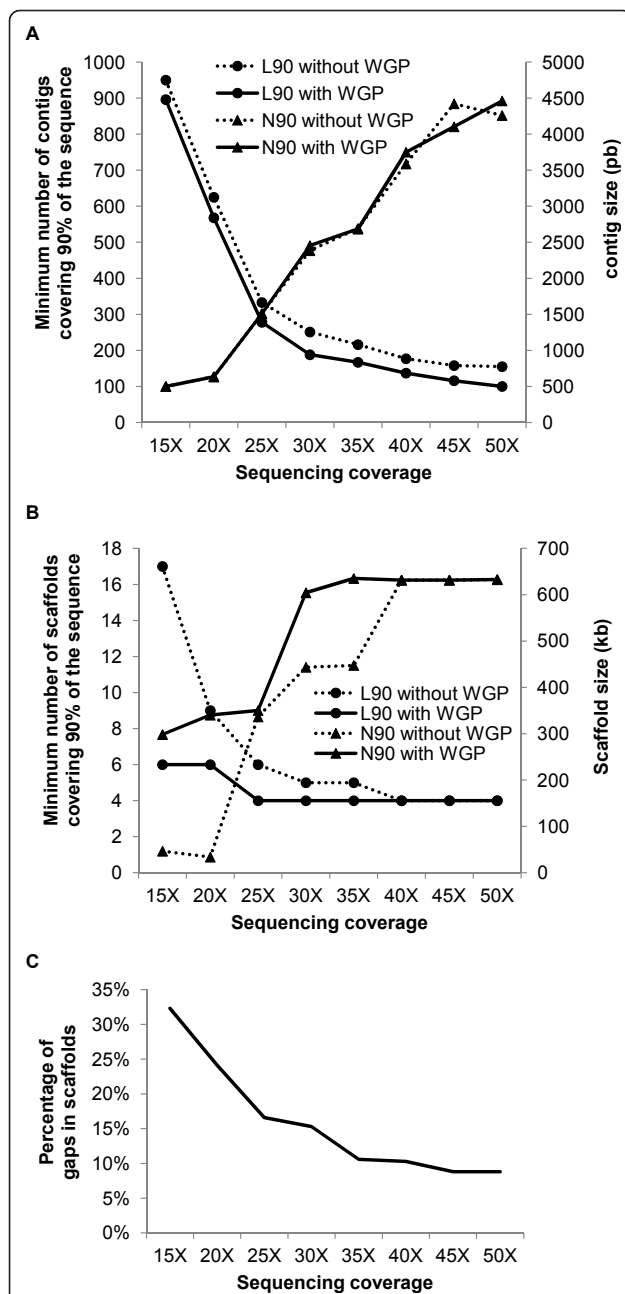 A
Minimum number of contigs
covering 90% of the sequence
1000
900
800
700
600
500
400
300
200
100
0
L90 without WGP
L90 with WGP
N90 without WGP
N90 with WGP
5000
4500
4000
3500
3000
2500
2000
1500
1000
500
0
contig size (pb)
15X 20X 25X 30X 35X 40X 45X 50X
Sequencing coverage
B
Minimum number of scaffolds
covering 90% of the sequence
18
16
14
12
10
8
6
4
2
0
L90 without WGP
L90 with WGP
N90 without WGP
N90 with WGP
700
600
500
400
300
200
100
0
Scaffold size (kb)
15X 20X 25X 30X 35X 40X 45X 50X
Sequencing coverage
C
Percentage of
gaps in scaffolds
35%
30%
25%
20%
15%
10%
5%
0%
15X 20X 25X 30X 35X 40X 45X 50X
Sequencing coverage